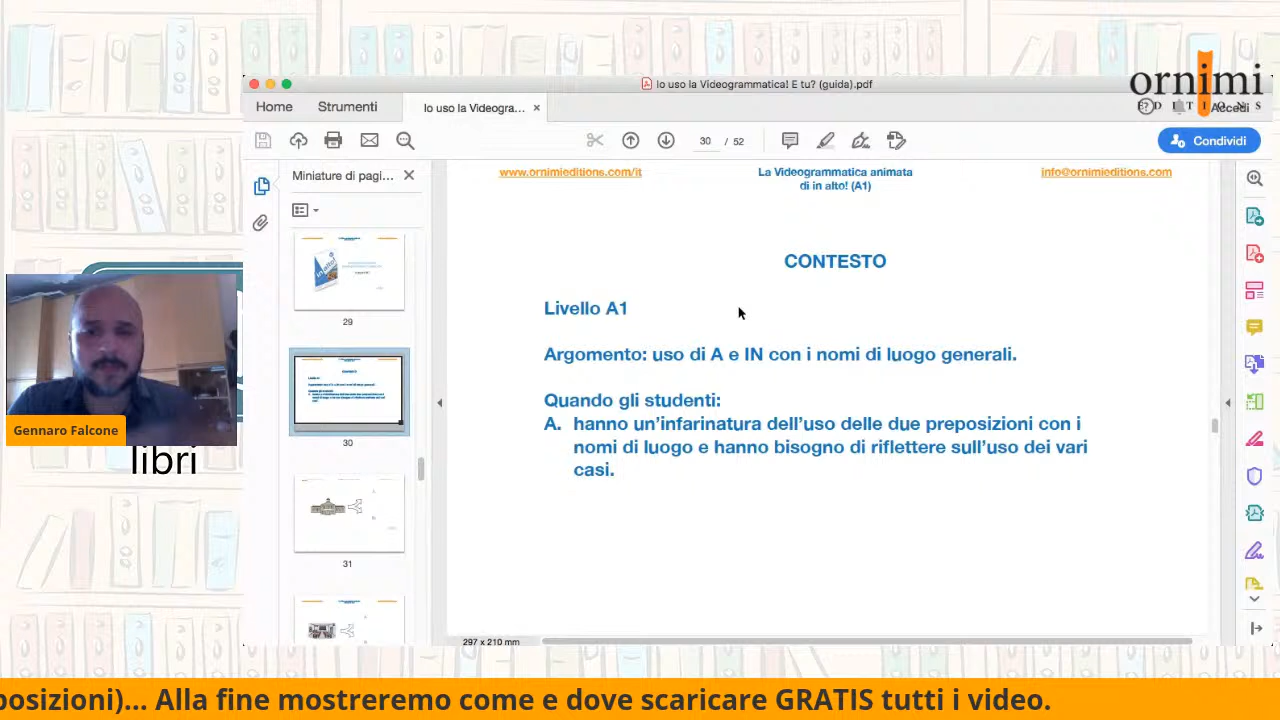 Io uso la Videogrammatica! E tu? (guida).pdf
ornimi
EDITIONS
Home
Strumenti
Io uso la Videogra...
Accedi
30 / 52
Condividi
Miniature di pagi...
29
30
31
www.ornimieditions.com/it
La Videogrammatica animata
di in alto! (A1)
info@ornimieditions.com
CONTESTO
Livello A1
Argomento: uso di A e IN con i nomi di luogo generali.
Quando gli studenti:
A. hanno un’infarinatura dell’uso delle due preposizioni con i
nomi di luogo e hanno bisogno di riflettere sull’uso dei vari
casi.
297 x 210 mm
Gennaro Falcone
libri
posizioni)... Alla fine mostreremo come e dove scaricare GRATIS tutti i video.